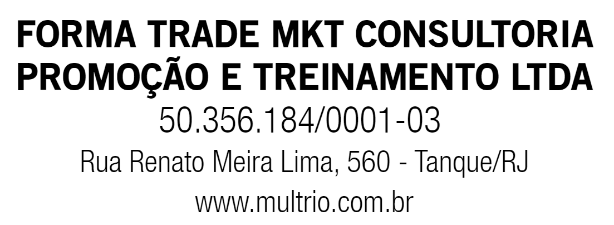 FORMA TRADE MKT CONSULTORIA
PROMOÇÃO E TREINAMENTO LTDA
50.356.184/0001-03
Rua Renato Meira Lima, 560 - Tanque/RJ
www.multrio.com.br